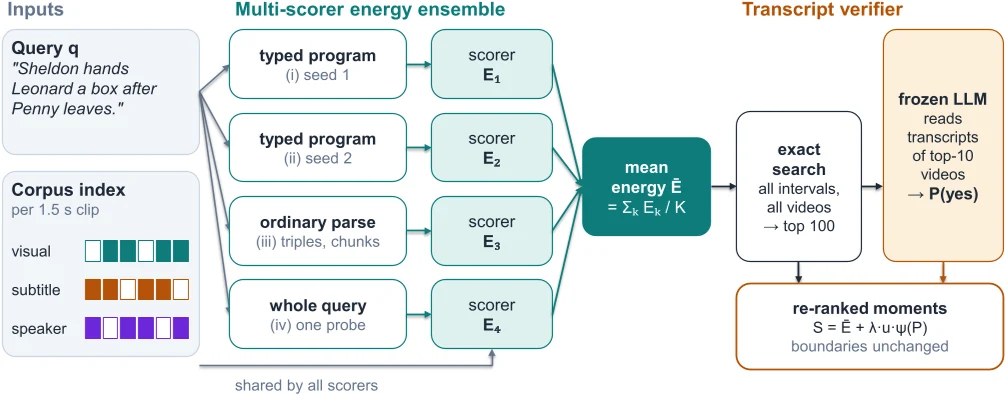 Inputs
Query q
"Sheldon hands
Leonard a box after
Penny leaves."
Corpus index
per 1.5 s clip
visual
subtitle
speaker
Multi-scorer energy ensemble
typed program
(i) seed 1
scorer
E₁
typed program
(ii) seed 2
scorer
E₂
ordinary parse
(iii) triples, chunks
scorer
E₃
whole query
(iv) one probe
scorer
E₄
shared by all scorers
mean
energy Ē
= Σₖ Eₖ / K
Transcript verifier
exact
search
all intervals,
all videos
→ top 100
frozen LLM
reads
transcripts
of top-10
videos
→ P(yes)
re-ranked moments
S = Ē + λ·u·ψ(P)
boundaries unchanged